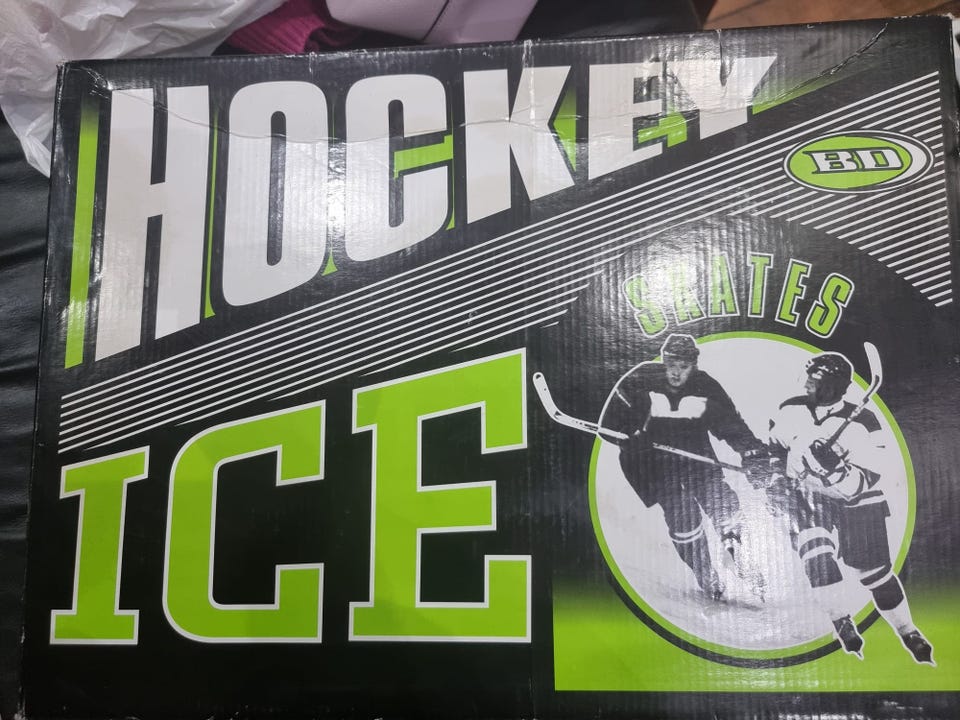 HOCKEY
BD
SKATES
ICE